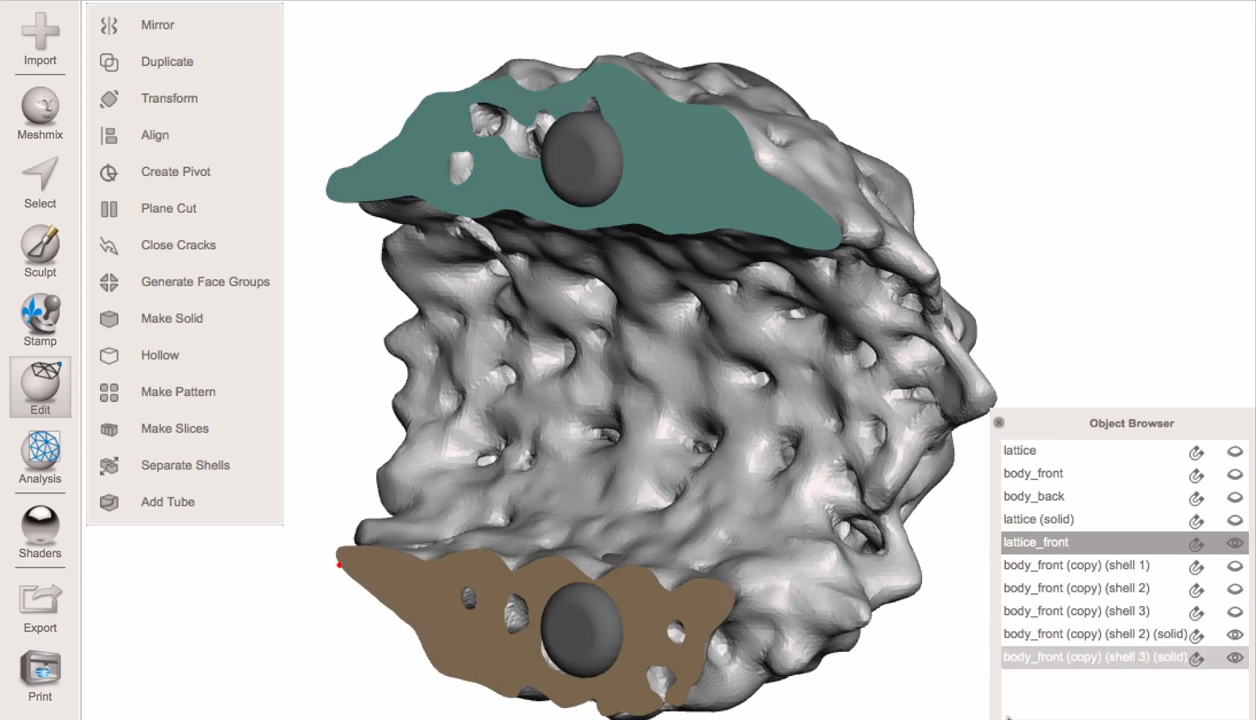 Import
Meshmix
Select
Sculpt
Stamp
Edit
Analysis
Shaders
Export
Print
Mirror
Duplicate
Transform
Align
Create Pivot
Plane Cut
Close Cracks
Generate Face Groups
Make Solid
Hollow
Make Pattern
Make Slices
Separate Shells
Add Tube
Object Browser
lattice
body_front
body_back
lattice (solid)
lattice_front
body_front (copy) (shell 1)
body_front (copy) (shell 2)
body_front (copy) (shell 3)
body_front (copy) (shell 2) (solid)
body_front (copy) (shell 3) (solid)